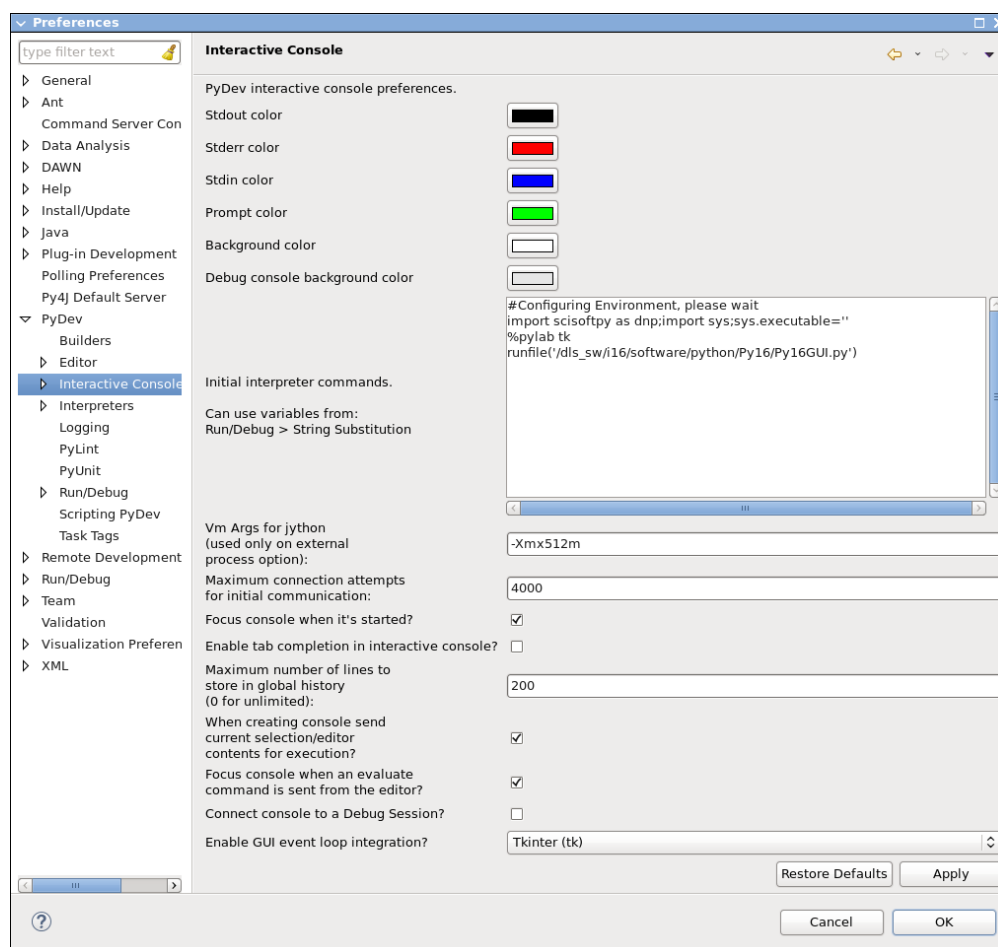 Preferences
type filter text
General
Ant
Command Server Con
Data Analysis
DAWN
Help
Install/Update
Java
Plug-in Development
Polling Preferences
Py4J Default Server
PyDev
Builders
Editor
Interactive Console
Interpreters
Logging
PyLint
PyUnit
Run/Debug
Scripting PyDev
Task Tags
Remote Development
Run/Debug
Team
Validation
Visualization Preferen
XML
Interactive Console
PyDev interactive console preferences.
Stdout color
Stderr color
Stdin color
Prompt color
Background color
Debug console background color
Initial interpreter commands.
Can use variables from:
Run/Debug > String Substitution
#Configuring Environment, please wait
import scisoftpy as dnp;import sys;sys.executable=''
%pylab tk
runfile('/dls_sw/i16/software/python/Py16/Py16GUI.py')
Vm Args for jython
(used only on external
process option):
-Xmx512m
Maximum connection attempts
for initial communication:
4000
Focus console when it's started?
Enable tab completion in interactive console?
Maximum number of lines to
store in global history
(0 for unlimited):
200
When creating console send
current selection/editor
contents for execution?
Focus console when an evaluate
command is sent from the editor?
Connect console to a Debug Session?
Enable GUI event loop integration?
Tkinter (tk)
Restore Defaults
Apply
?
Cancel
OK